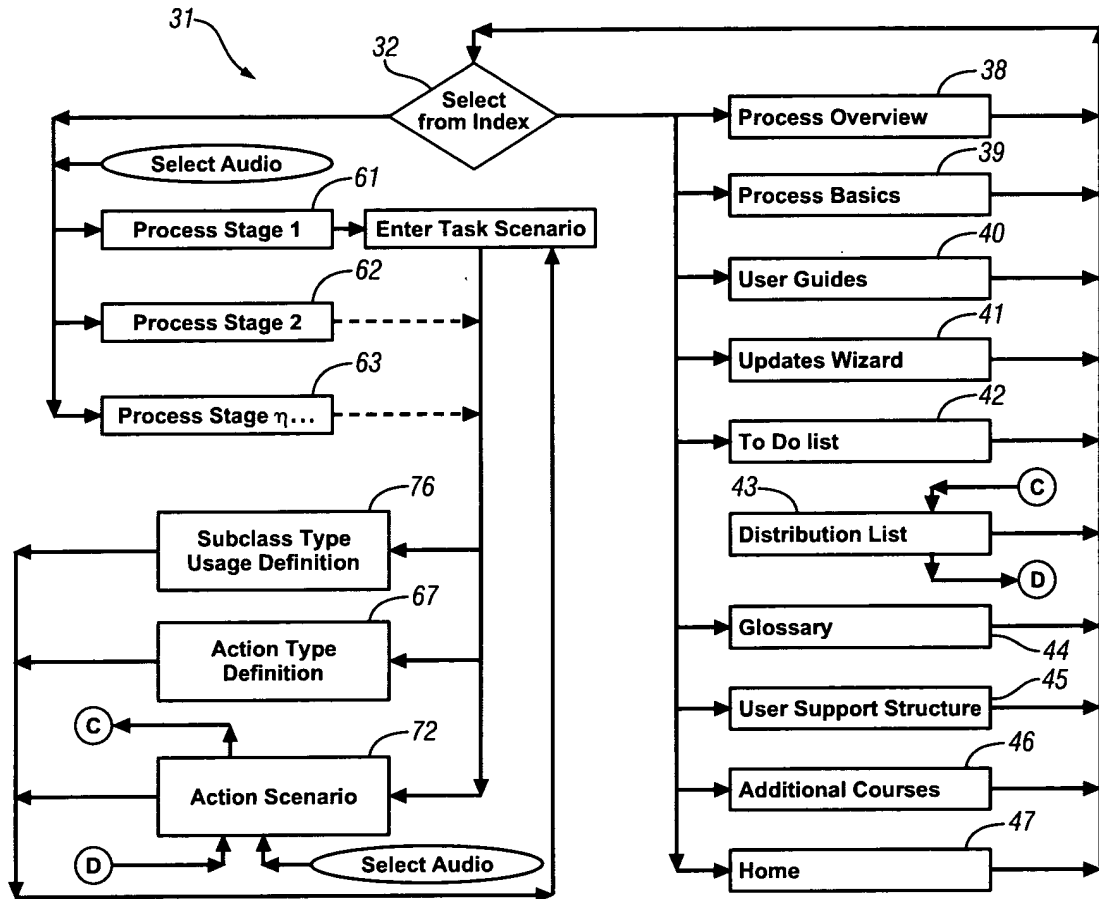 31
32
Select
from Index
38
Process Overview
Select Audio
39
Process Basics
61
Process Stage 1
Enter Task Scenario
40
User Guides
62
Process Stage 2
41
Updates Wizard
63
Process Stage η...
42
To Do list
43
C
Distribution List
D
76
Subclass Type
Usage Definition
67
Action Type
Definition
Glossary
44
45
User Support Structure
C
72
Action Scenario
46
Additional Courses
D
Select Audio
47
Home